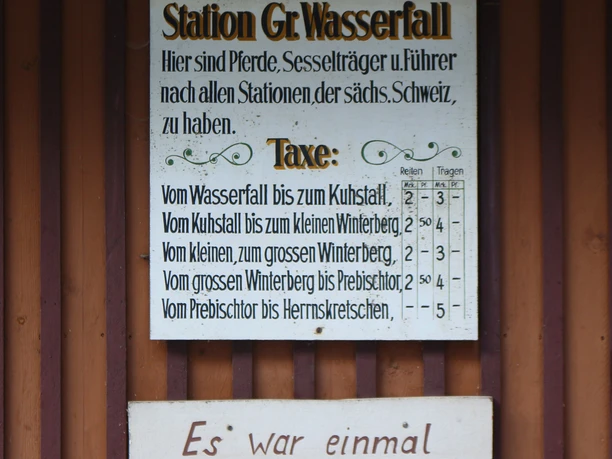 Station Gr. Wasserfall
Hier sind Pferde, Sesselträger u. Führer
nach allen Stationen, der sächs. Schweiz,
zu haben.
Taxe:
Reiten Tragen
Mrk. Pf. Mrk. Pf.
Vom Wasserfall bis zum Kuhstall, 2 – 3 –
Vom Kuhstall bis zum kleinen Winterberg, 2 50 4 –
Vom kleinen, zum grossen Winterberg, 2 – 3 –
Vom grossen Winterberg bis Prebischtor, 2 50 4 –
Vom Prebischtor bis Herrnskretschen, – – 5 –
Es war einmal